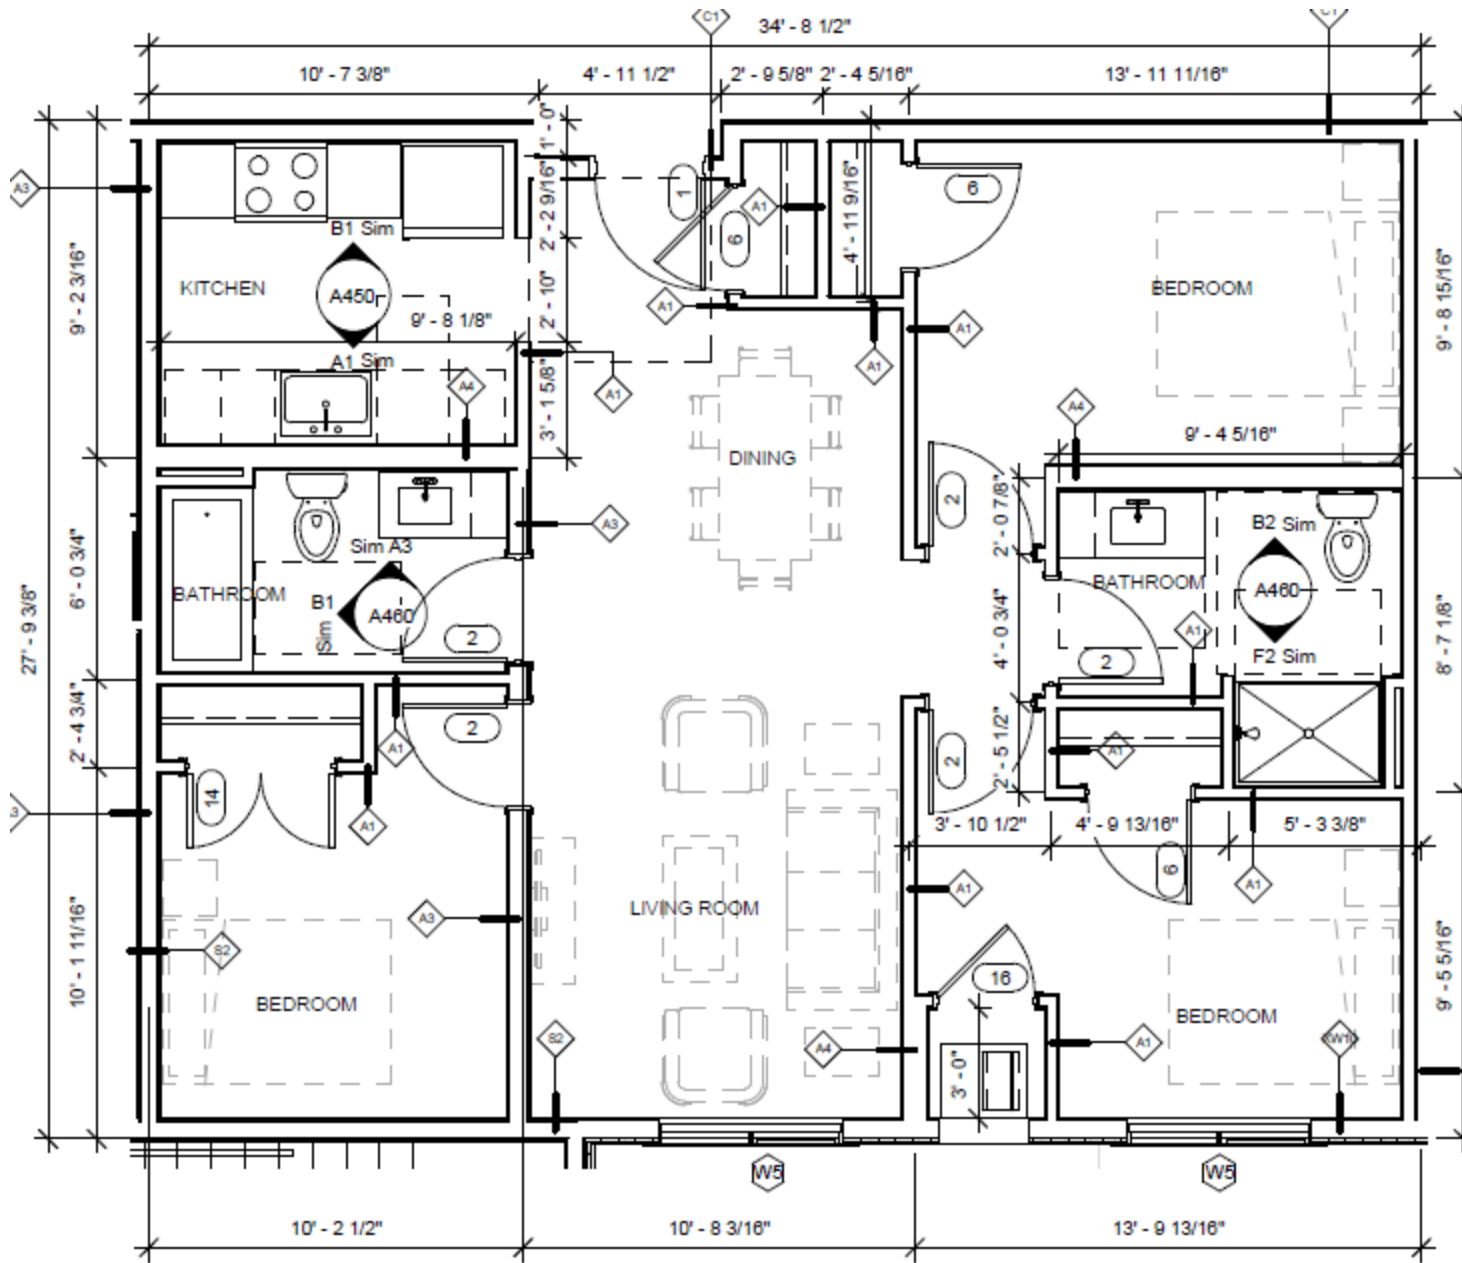 C1
34' - 8 1/2"
C1
10' - 7 3/8"
4' - 11 1/2"
2' - 9 5/8"
2' - 4 5/16"
13' - 11 11/16"
1' - 0"
A3
2' - 2 9/16"
1
6
A1
4' - 11 9/16"
6
B1 Sim
KITCHEN
A450
9' - 2 3/16"
2' - 10"
A1
BEDROOM
9' - 8 15/16"
9' - 8 1/8"
A1
A1 Sim
A4
A1
3' - 1 5/8"
A1
A4
9' - 4 5/16"
DINING
2
2' - 0 7/8"
B2 Sim
A3
Sim A3
6' - 0 3/4"
BATHROOM
B1
Sim
A460
2
BATHROOM
A460
27' - 9 3/8"
4' - 0 3/4"
A1
2
F2 Sim
8' - 7 1/8"
2' - 4 3/4"
2
A1
2
2' - 5 1/2"
A1
14
A1
3' - 10 1/2"
4' - 9 13/16"
5' - 3 3/8"
6
A1
A1
LIVING ROOM
A3
10' - 1 11/16"
S2
16
9' - 5 5/16"
BEDROOM
BEDROOM
S2
A4
3' - 0"
A1
W5
W5
10' - 2 1/2"
10' - 8 3/16"
13' - 9 13/16"